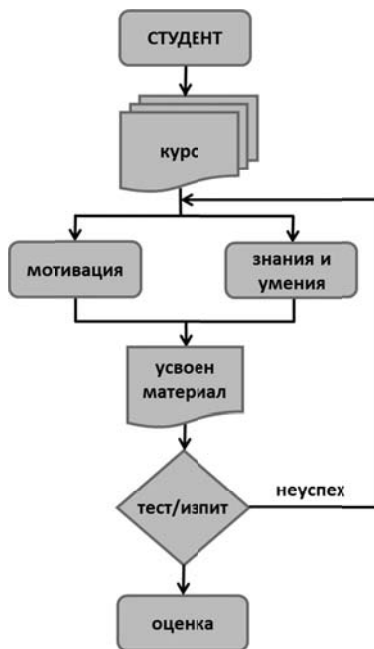 СТУДЕНТ
курс
мотивация
знания и
умения
усвоен
материал
тест/изпит
неуспех
оценка